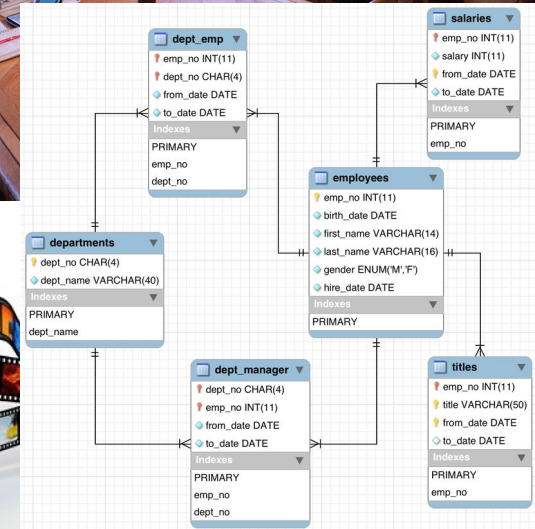 salaries
emp_no INT(11)
salary INT(11)
from_date DATE
to_date DATE
Indexes
PRIMARY
emp_no
dept_emp
emp_no INT(11)
dept_no CHAR(4)
from_date DATE
to_date DATE
Indexes
PRIMARY
emp_no
dept_no
employees
emp_no INT(11)
birth_date DATE
first_name VARCHAR(14)
last_name VARCHAR(16)
gender ENUM('M','F')
hire_date DATE
Indexes
PRIMARY
departments
dept_no CHAR(4)
dept_name VARCHAR(40)
Indexes
PRIMARY
dept_name
dept_manager
dept_no CHAR(4)
emp_no INT(11)
from_date DATE
to_date DATE
Indexes
PRIMARY
emp_no
dept_no
titles
emp_no INT(11)
title VARCHAR(50)
from_date DATE
to_date DATE
Indexes
PRIMARY
emp_no